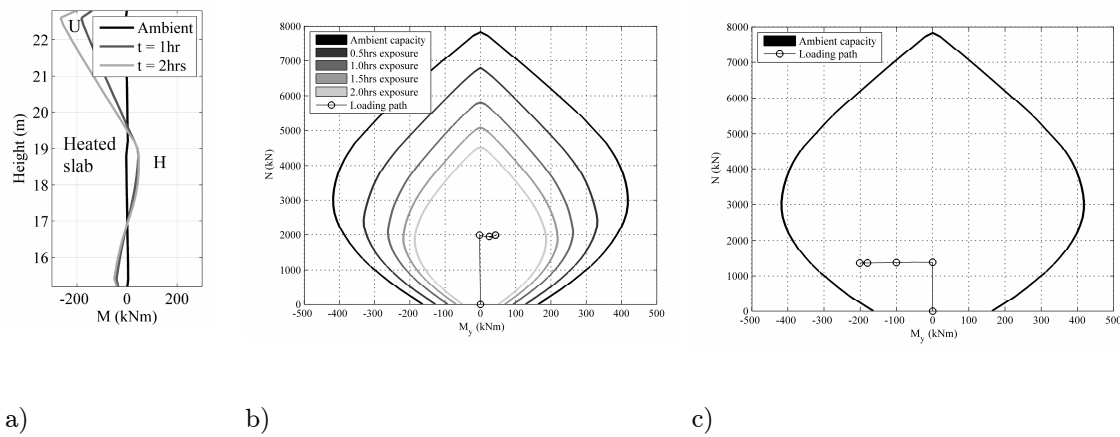 U
Ambient
t = 1hr
t = 2hrs
Heated
slab
H
22
21
20
19
18
17
16
Height (m)
-200 0 200
M (kNm)
Ambient capacity
0.5hrs exposure
1.0hrs exposure
1.5hrs exposure
2.0hrs exposure
Loading path
8000
7000
6000
5000
4000
3000
2000
1000
0
N (kN)
-500 -400 -300 -200 -100 0 100 200 300 400 500
My (kNm)
Ambient capacity
Loading path
8000
7000
6000
5000
4000
3000
2000
1000
0
N (kN)
-500 -400 -300 -200 -100 0 100 200 300 400 500
My (kNm)
a) b) c)